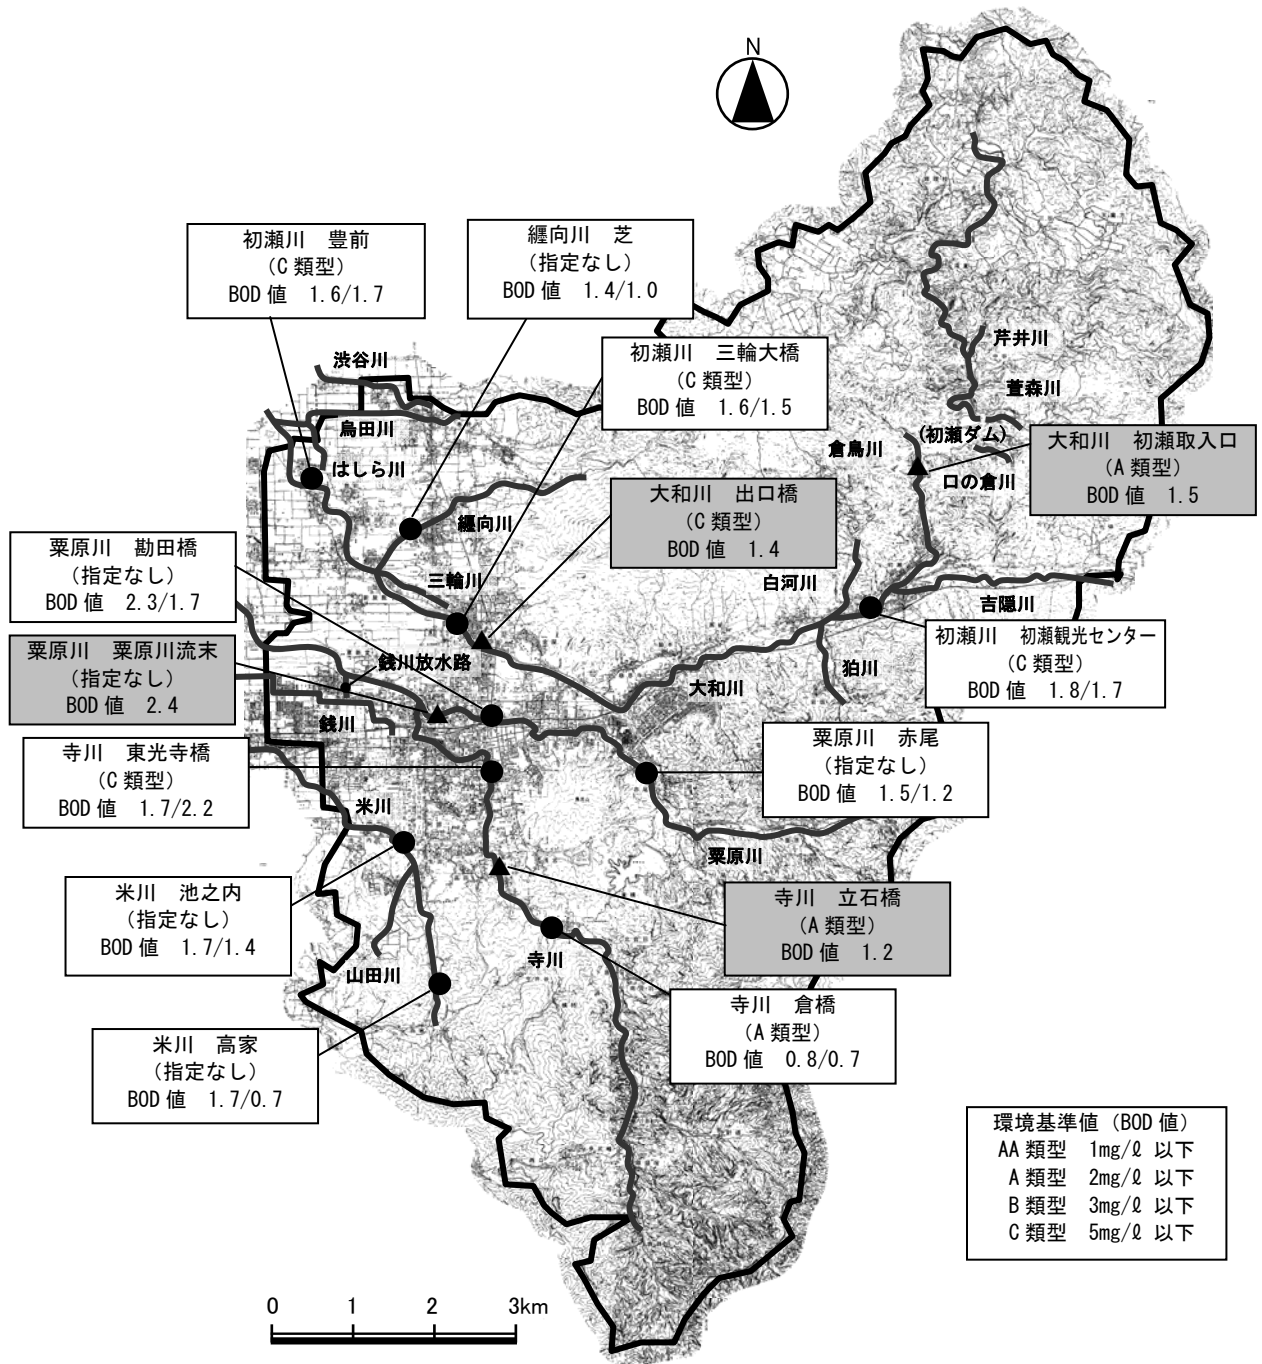 N
初瀬川　豊前
（C 類型）
BOD 値　1.6/1.7
纒向川　芝
（指定なし）
BOD 値　1.4/1.0
初瀬川　三輪大橋
（C 類型）
BOD 値　1.6/1.5
渋谷川
烏田川
はしら川
纒向川
三輪川
芹井川
萱森川
（初瀬ダム）
倉鳥川
口の倉川
大和川　初瀬取入口
（A 類型）
BOD 値　1.5
大和川　出口橋
（C 類型）
BOD 値　1.4
粟原川　勘田橋
（指定なし）
BOD 値　2.3/1.7
白河川
吉隠川
初瀬川　初瀬観光センター
（C 類型）
BOD 値　1.8/1.7
粟原川　粟原川流末
（指定なし）
BOD 値　2.4
銭川放水路
狛川
大和川
銭川
寺川　東光寺橋
（C 類型）
BOD 値　1.7/2.2
粟原川　赤尾
（指定なし）
BOD 値　1.5/1.2
米川
粟原川
米川　池之内
（指定なし）
BOD 値　1.7/1.4
寺川　立石橋
（A 類型）
BOD 値　1.2
山田川
寺川
寺川　倉橋
（A 類型）
BOD 値　0.8/0.7
米川　高家
（指定なし）
BOD 値　1.7/0.7
環境基準値（BOD 値）
AA 類型　1mg/ℓ 以下
A 類型　2mg/ℓ 以下
B 類型　3mg/ℓ 以下
C 類型　5mg/ℓ 以下
0 1 2 3km